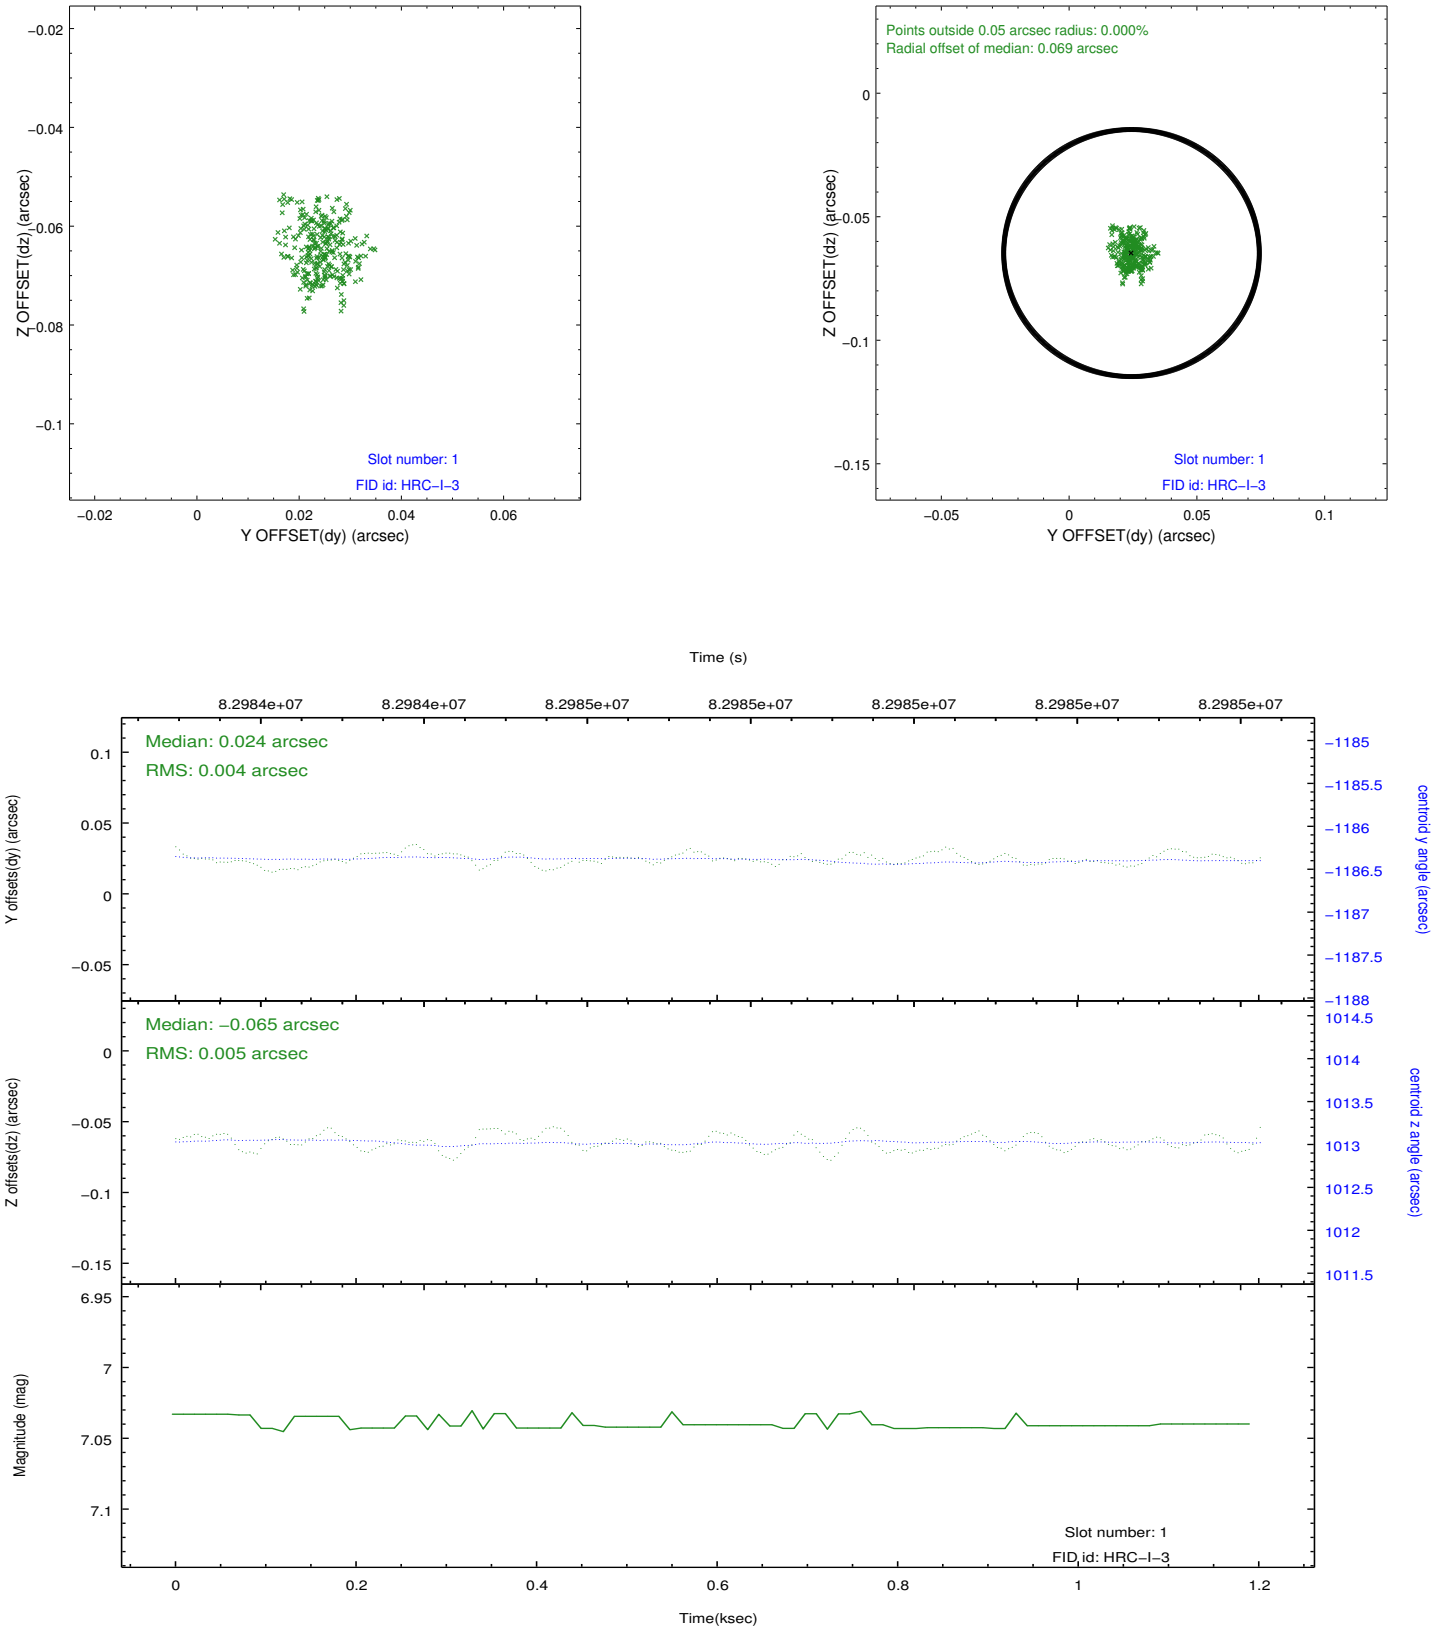 −0.02
−0.04
−0.06
−0.08
−0.1
Z OFFSET(dz) (arcsec)
Slot number: 1
FID id: HRC−I−3
−0.02 0 0.02 0.04 0.06
Y OFFSET(dy) (arcsec)
Points outside 0.05 arcsec radius: 0.000%
Radial offset of median: 0.069 arcsec
0
−0.05
−0.1
−0.15
Z OFFSET(dz) (arcsec)
Slot number: 1
FID id: HRC−I−3
−0.05 0 0.05 0.1
Y OFFSET(dy) (arcsec)
Time (s)
8.2984e+07 8.2984e+07 8.2985e+07 8.2985e+07 8.2985e+07 8.2985e+07 8.2985e+07
Median: 0.024 arcsec
RMS: 0.004 arcsec
0.1
0.05
0
−0.05
Y offsets(dy) (arcsec)
−1185
−1185.5
−1186
−1186.5
−1187
−1187.5
−1188
centroid y angle (arcsec)
Median: −0.065 arcsec
RMS: 0.005 arcsec
0
−0.05
−0.1
−0.15
Z offsets(dz) (arcsec)
1014.5
1014
1013.5
1013
1012.5
1012
1011.5
centroid z angle (arcsec)
6.95
7
7.05
7.1
Magnitude (mag)
Slot number: 1
FID id: HRC−I−3
0 0.2 0.4 0.6 0.8 1 1.2
Time(ksec)